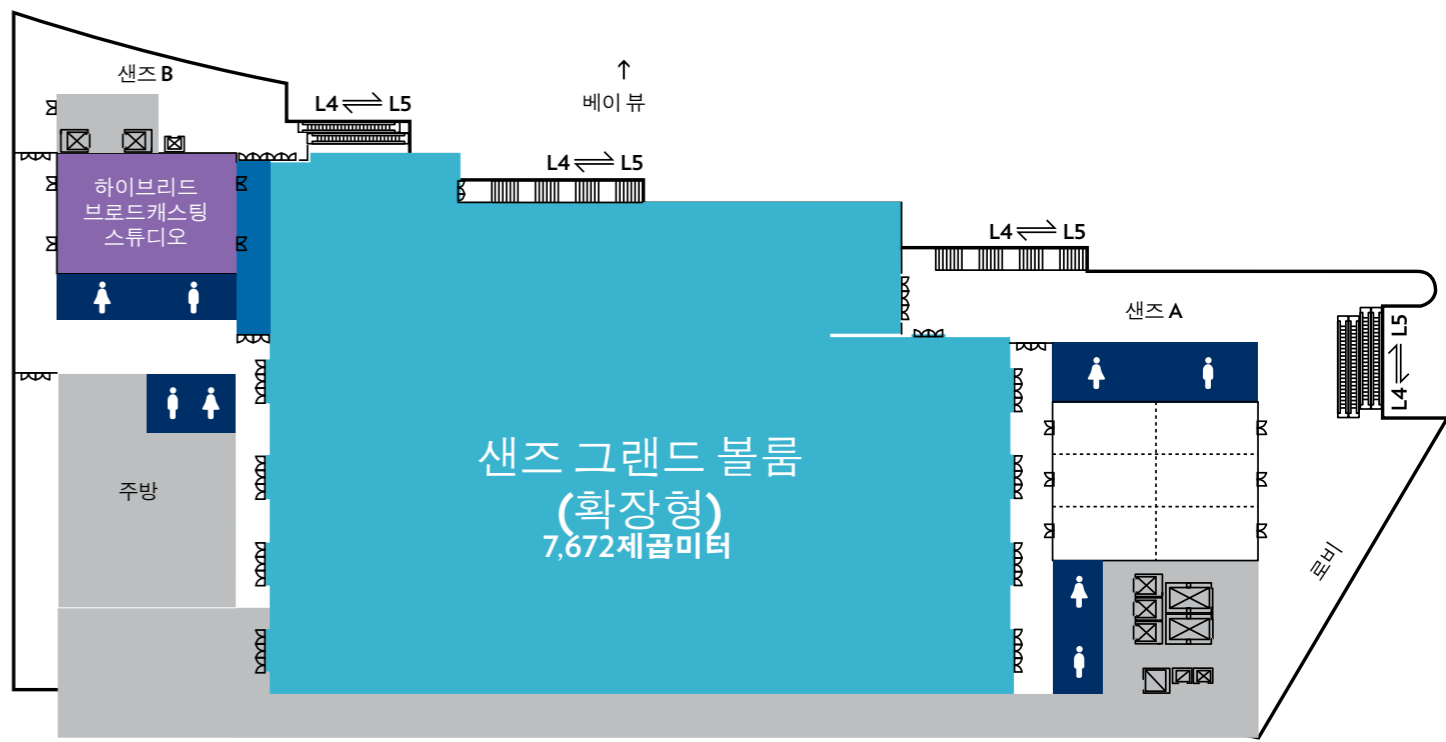 샌즈 B
↑
베이 뷰
L4 ⇌ L5
L4 ⇌ L5
하이브리드
브로드캐스팅
스튜디오
L4 ⇌ L5
샌즈 A
L4 ⇌ L5
샌즈 그랜드 볼룸
(확장형)
7,672제곱미터
주방
로비